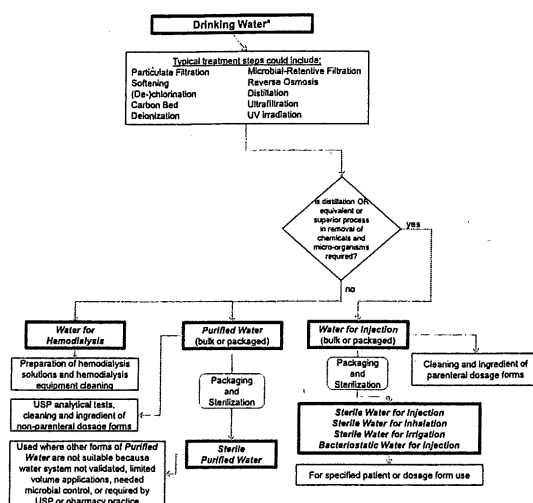 Drinking Waterª
Typical treatment steps could include:
Particulate Filtration
Softening
(De-)chlorination
Carbon Bed
Deionization
Microbial-Retentive Filtration
Reverse Osmosis
Distillation
Ultrafiltration
UV irradiation
Is distillation OR
equivalent or
superior process
in removal of
chemicals and
micro-organisms
required?
yes
no
Water for
Hemodialysis
Preparation of hemodialysis
solutions and hemodialysis
equipment cleaning
Purified Water
(bulk or packaged)
USP analytical tests,
cleaning and ingredient of
non-parenteral dosage forms
Packaging
and
Sterilization
Sterile
Purified Water
Used where other forms of Purified
Water are not suitable because
water system not validated, limited
volume applications, needed
microbial control, or required by
USP or pharmacy practice
Water for Injection
(bulk or packaged)
Cleaning and ingredient of
parenteral dosage forms
Packaging
and
Sterilization
Sterile Water for Injection
Sterile Water for Inhalation
Sterile Water for Irrigation
Bacteriostatic Water for Injection
For specified patient or dosage form use